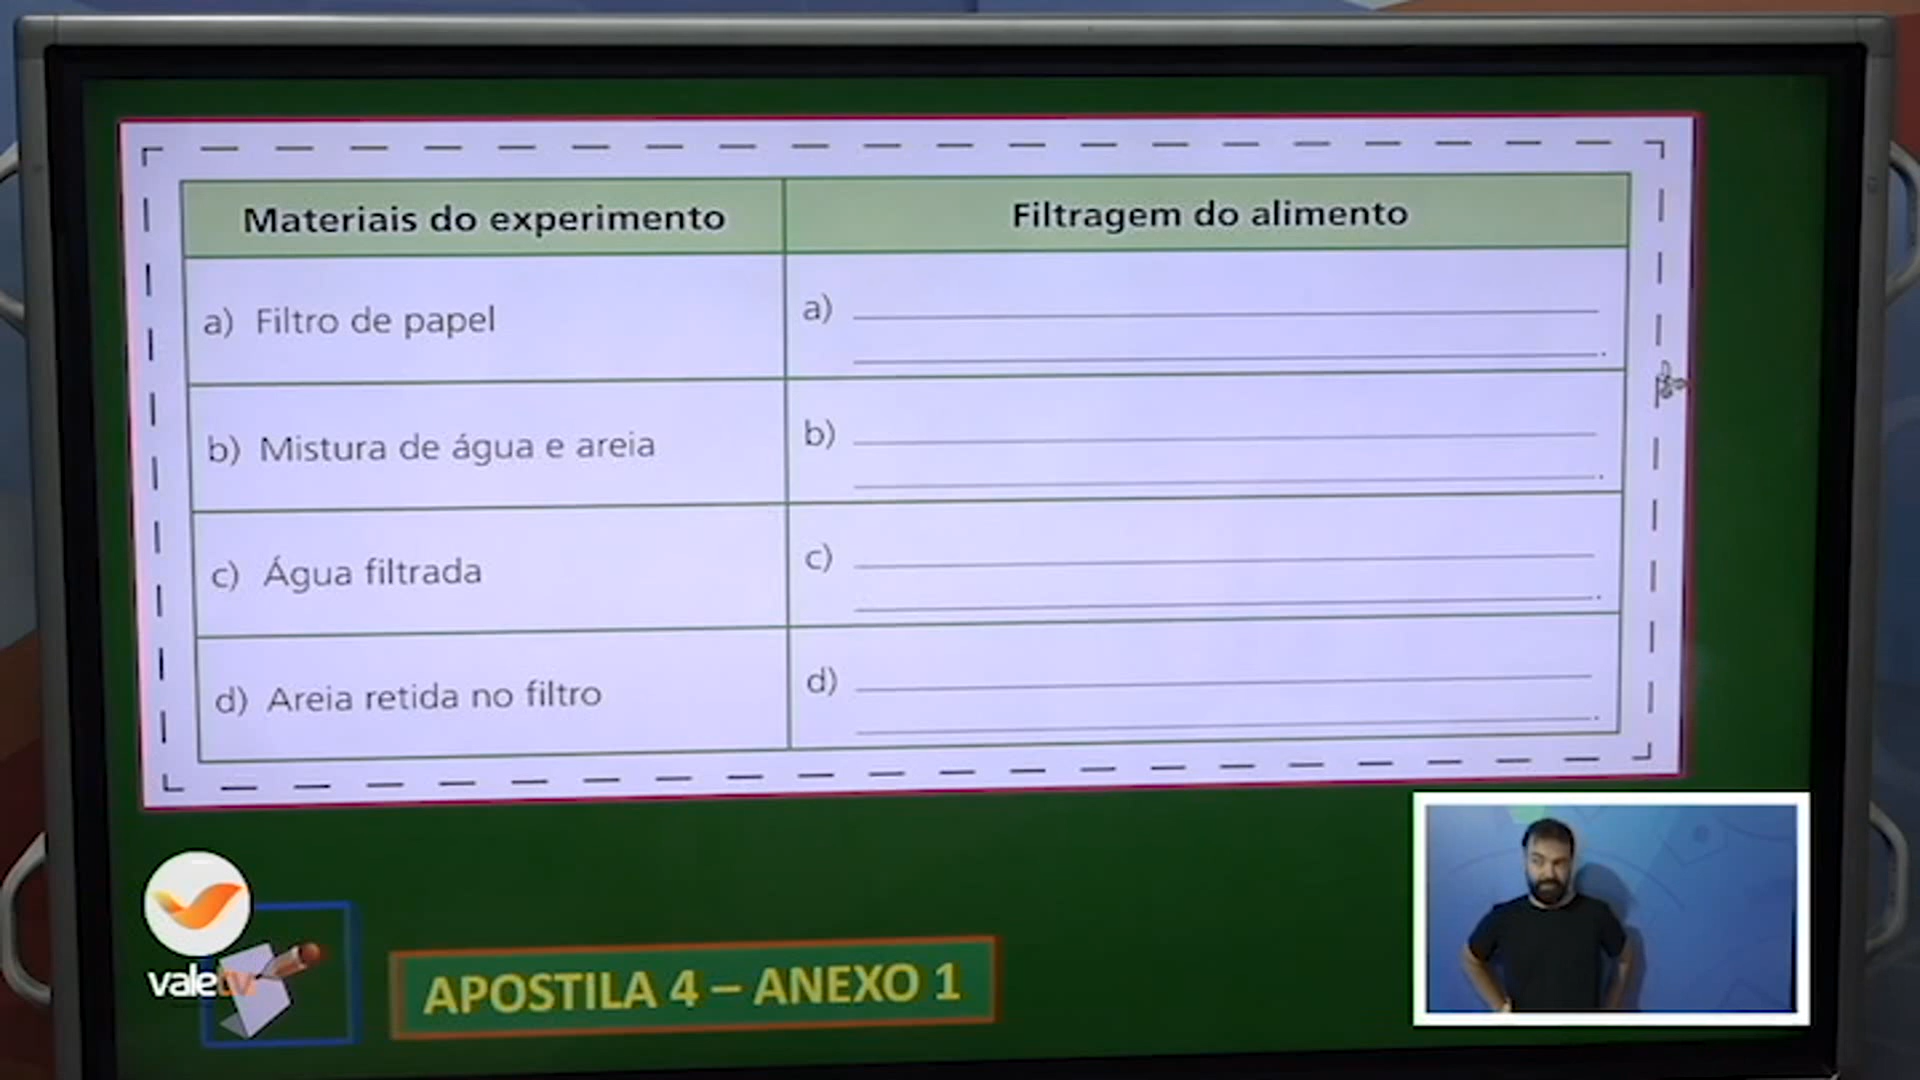 Materiais do experimento
Filtragem do alimento
a) Filtro de papel
a)
b) Mistura de água e areia
b)
c) Água filtrada
c)
d) Areia retida no filtro
d)
valetv
APOSTILA 4 – ANEXO 1